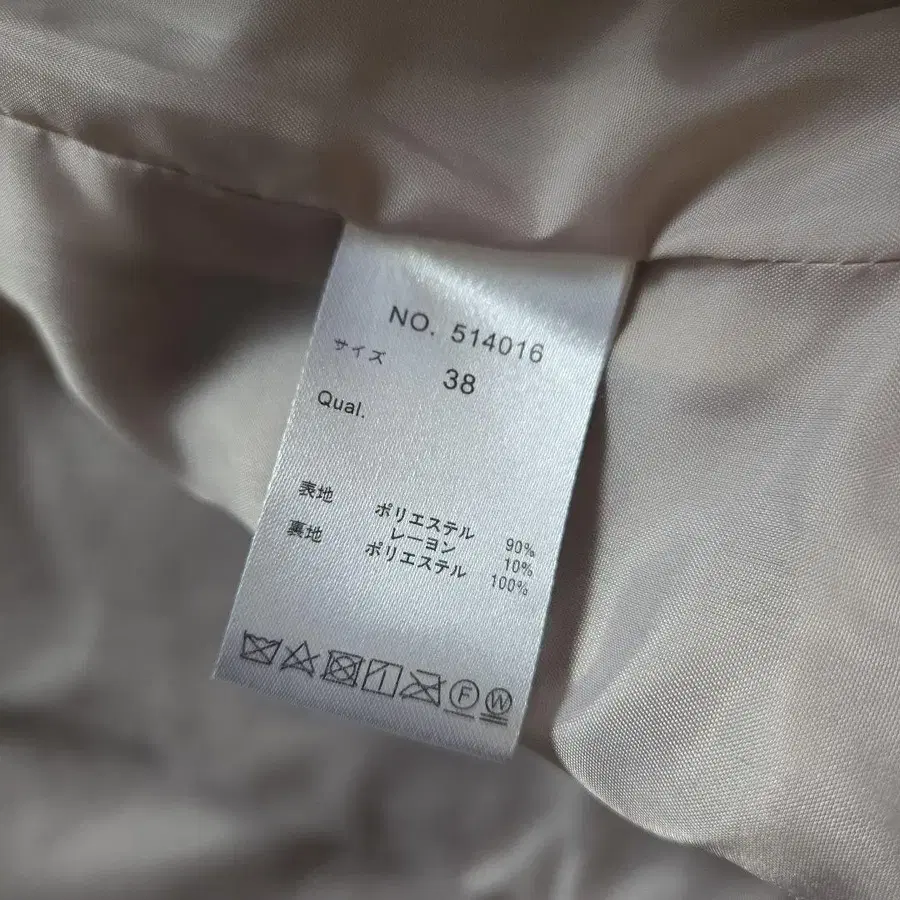 NO. 514016
サイズ 38
Qual.
表地 ポリエステル 90%
レーヨン 10%
裏地 ポリエステル 100%
F W